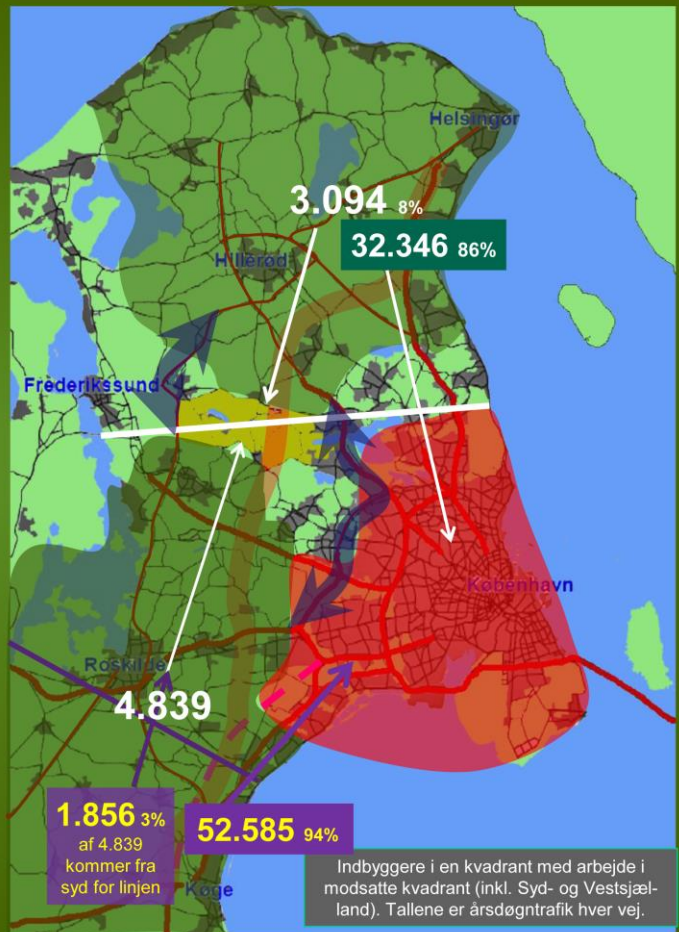 Helsingør
3.094 8%
32.346 86%
Hillerød
Frederikssund
København
Roskilde
4.839
1.856 3%
af 4.839
kommer fra
syd for linjen
52.585 94%
Køge
Indbyggere i en kvadrant med arbejde i
modsatte kvadrant (inkl. Syd- og Vestsjæl-
land). Tallene er årsdøgntrafik hver vej.